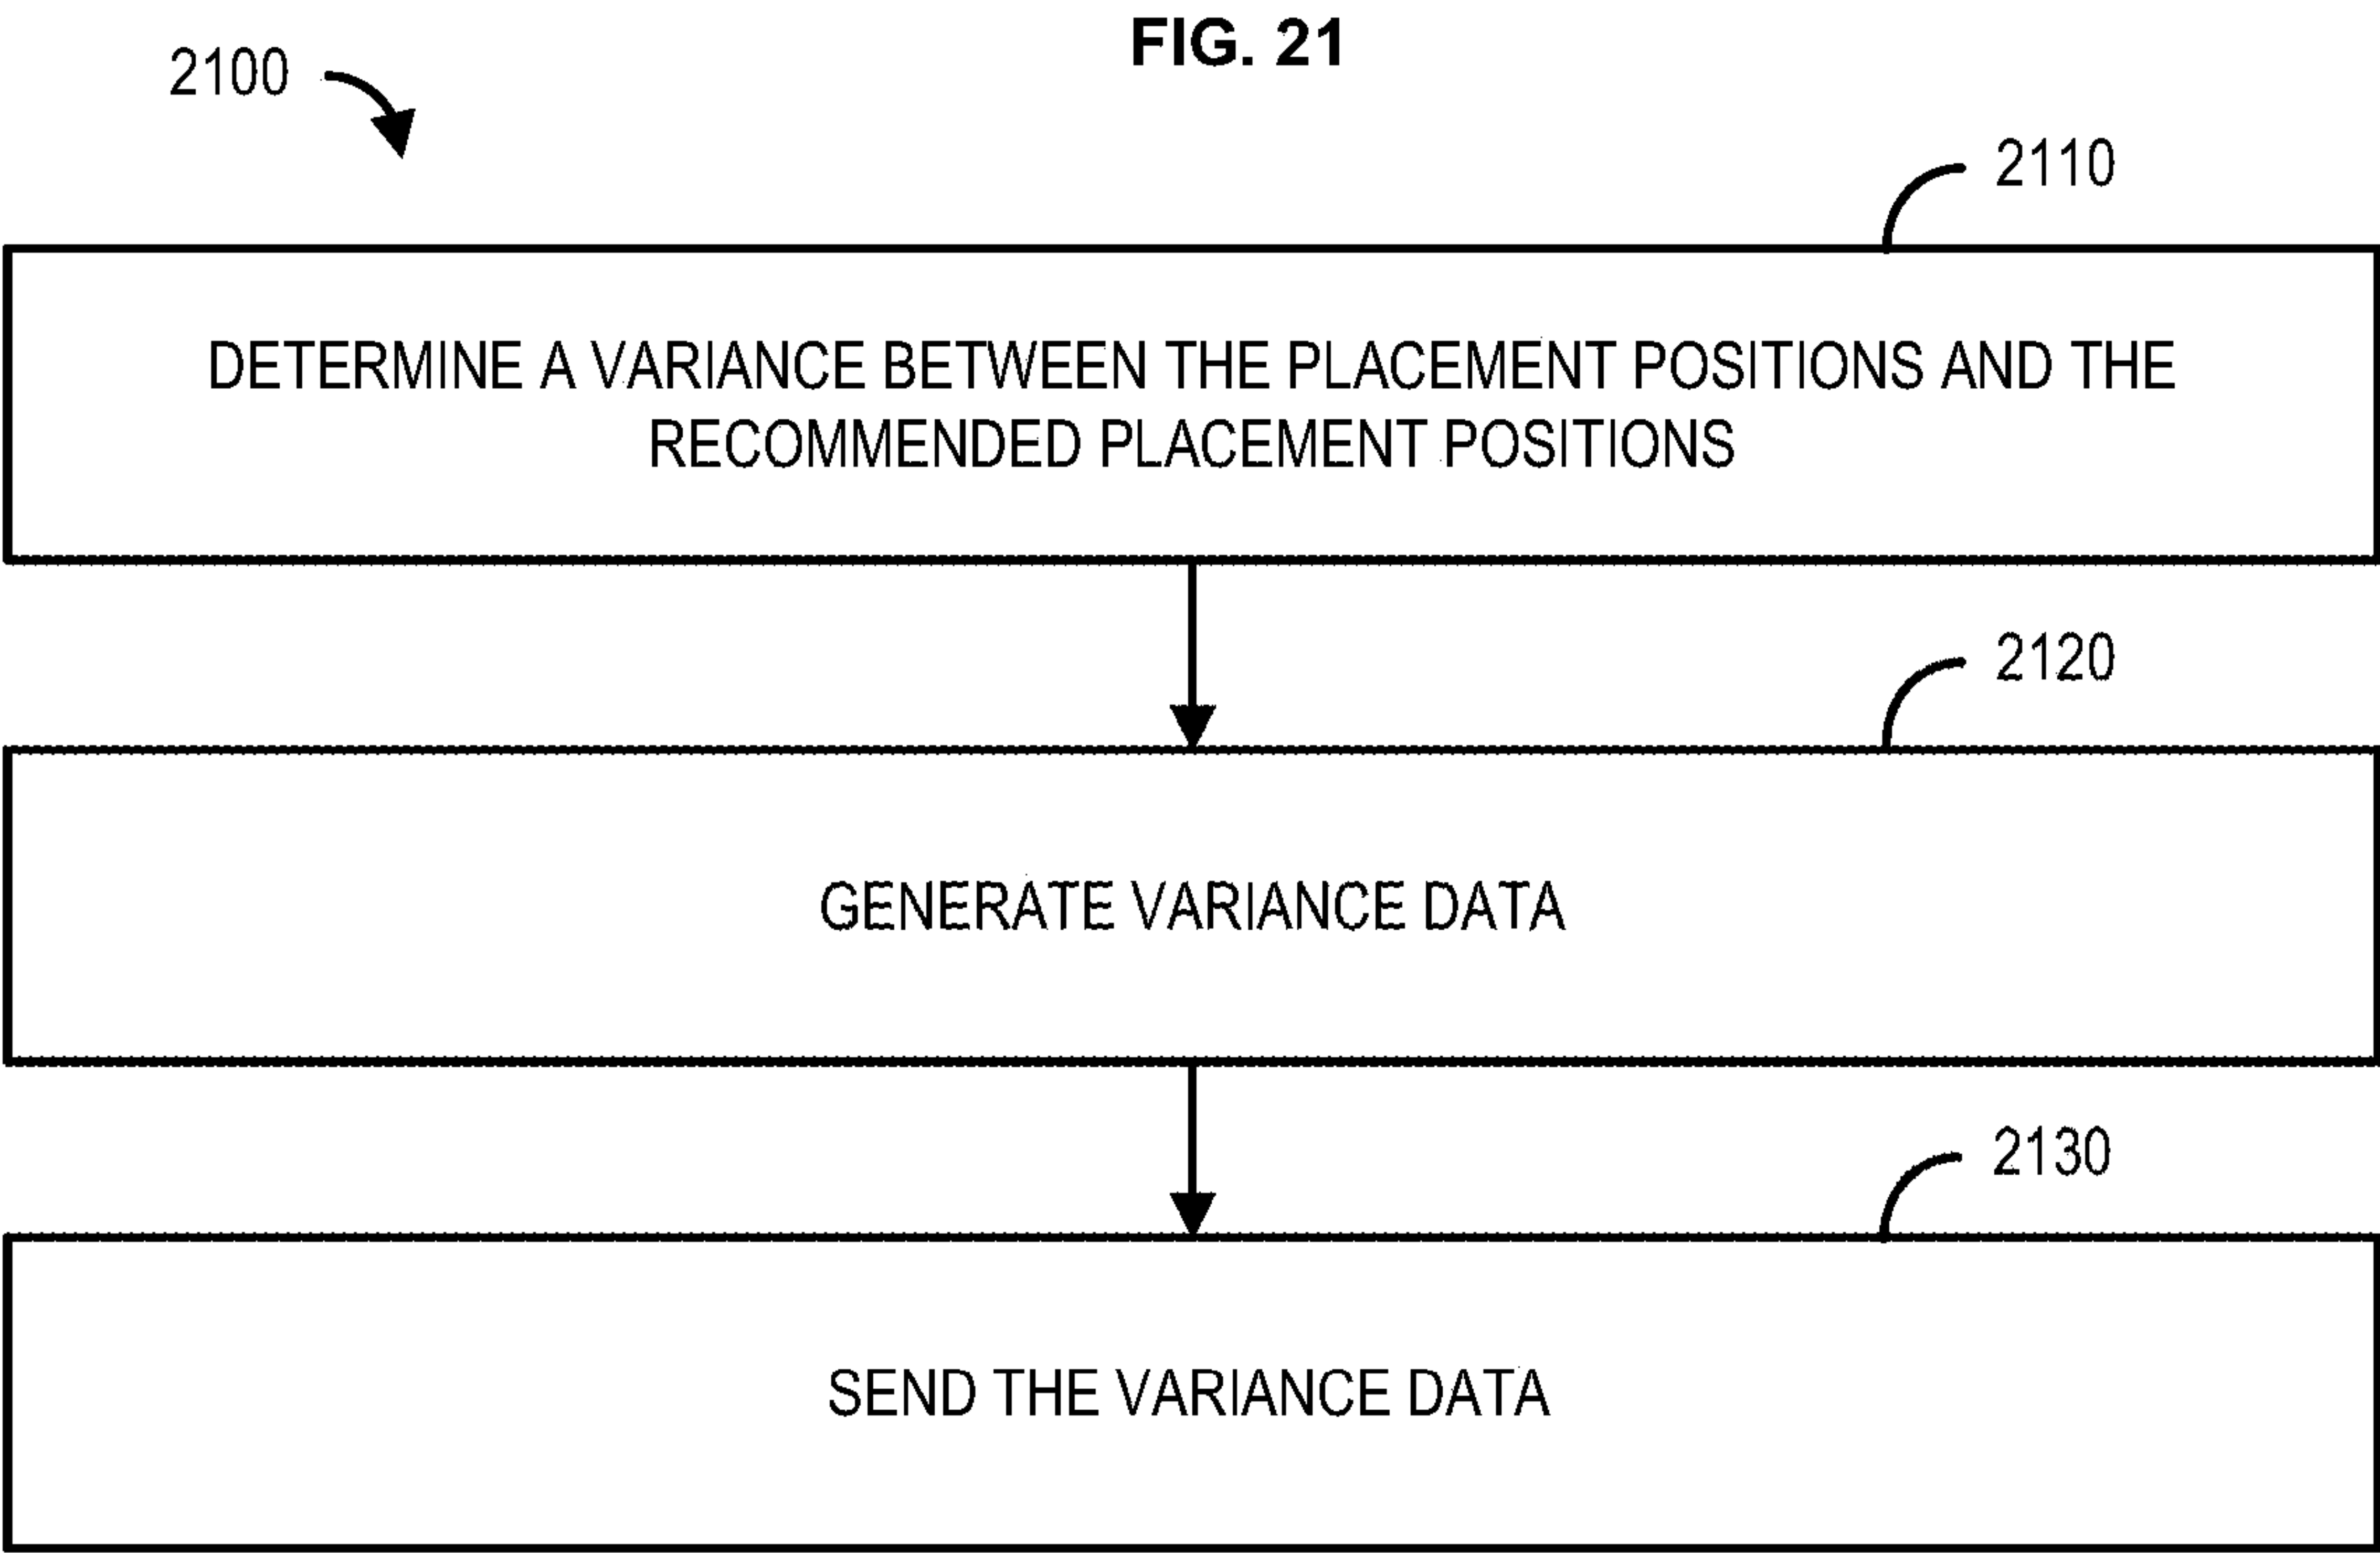 FIG. 21
2100
2110
DETERMINE A VARIANCE BETWEEN THE PLACEMENT POSITIONS AND THE
RECOMMENDED PLACEMENT POSITIONS
2120
GENERATE VARIANCE DATA
2130
SEND THE VARIANCE DATA